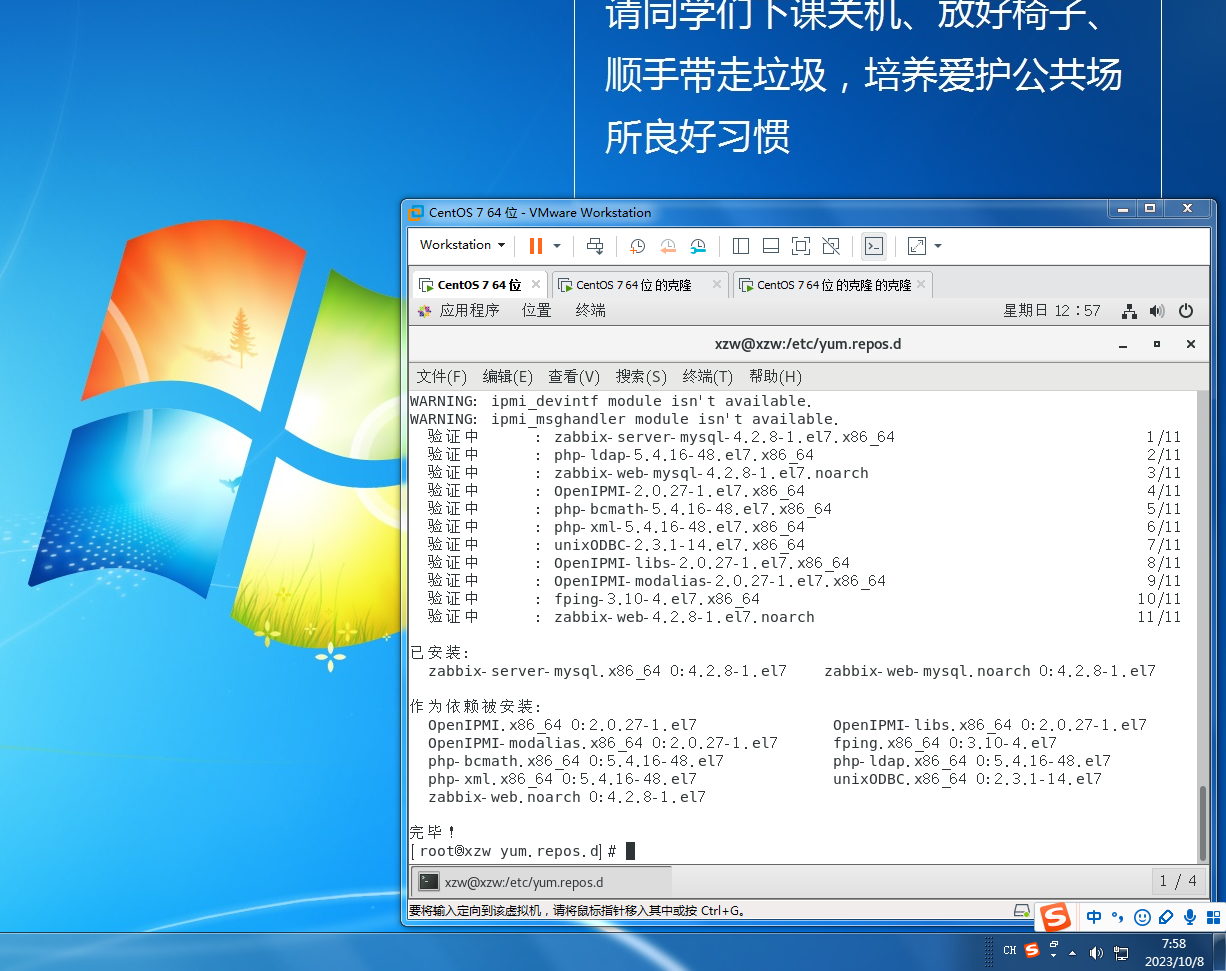 请同学们下课关机、放好椅子、
顺手带走垃圾，培养爱护公共场
所良好习惯
CentOS 7 64 位 - VMware Workstation
Workstation
CentOS 7 64 位
CentOS 7 64 位 的克隆
CentOS 7 64 位 的克隆 的克隆
应用程序 位置 终端 星期日 12：57
xzw@xzw:/etc/yum.repos.d
文件(F) 编辑(E) 查看(V) 搜索(S) 终端(T) 帮助(H)
WARNING: ipmi_devintf module isn't available.
WARNING: ipmi_msghandler module isn't available.
验证中 : zabbix-server-mysql-4.2.8-1.el7.x86_64 1/11
验证中 : php-ldap-5.4.16-48.el7.x86_64 2/11
验证中 : zabbix-web-mysql-4.2.8-1.el7.noarch 3/11
验证中 : OpenIPMI-2.0.27-1.el7.x86_64 4/11
验证中 : php-bcmath-5.4.16-48.el7.x86_64 5/11
验证中 : php-xml-5.4.16-48.el7.x86_64 6/11
验证中 : unixODBC-2.3.1-14.el7.x86_64 7/11
验证中 : OpenIPMI-libs-2.0.27-1.el7.x86_64 8/11
验证中 : OpenIPMI-modalias-2.0.27-1.el7.x86_64 9/11
验证中 : fping-3.10-4.el7.x86_64 10/11
验证中 : zabbix-web-4.2.8-1.el7.noarch 11/11
已安装:
zabbix-server-mysql.x86_64 0:4.2.8-1.el7 zabbix-web-mysql.noarch 0:4.2.8-1.el7
作为依赖被安装:
OpenIPMI.x86_64 0:2.0.27-1.el7 OpenIPMI-libs.x86_64 0:2.0.27-1.el7
OpenIPMI-modalias.x86_64 0:2.0.27-1.el7 fping.x86_64 0:3.10-4.el7
php-bcmath.x86_64 0:5.4.16-48.el7 php-ldap.x86_64 0:5.4.16-48.el7
php-xml.x86_64 0:5.4.16-48.el7 unixODBC.x86_64 0:2.3.1-14.el7
zabbix-web.noarch 0:4.2.8-1.el7
完毕！
[root@xzw yum.repos.d]#
xzw@xzw:/etc/yum.repos.d 1 / 4
要将输入定向到该虚拟机，请将鼠标指针移入其中或按 Ctrl+G。
中
CH
7:58
2023/10/8